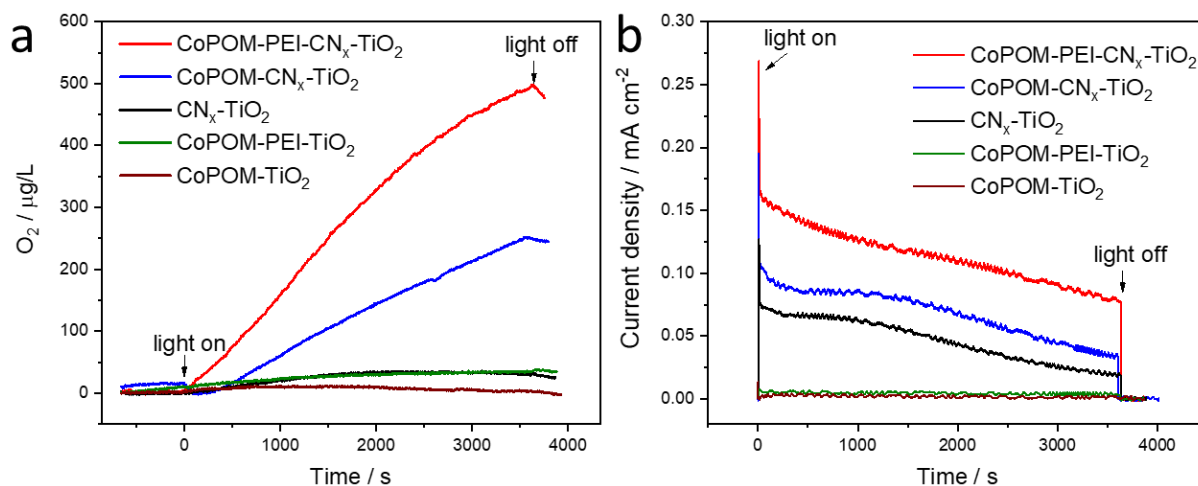 a
600
500
400
300
200
100
0
O₂ / µg/L
CoPOM-PEI-CNₓ-TiO₂
CoPOM-CNₓ-TiO₂
CNₓ-TiO₂
CoPOM-PEI-TiO₂
CoPOM-TiO₂
light on
light off
0 1000 2000 3000 4000
Time / s
b
0.30
0.25
0.20
0.15
0.10
0.05
0.00
Current density / mA cm⁻²
light on
CoPOM-PEI-CNₓ-TiO₂
CoPOM-CNₓ-TiO₂
CNₓ-TiO₂
CoPOM-PEI-TiO₂
CoPOM-TiO₂
light off
0 1000 2000 3000 4000
Time / s